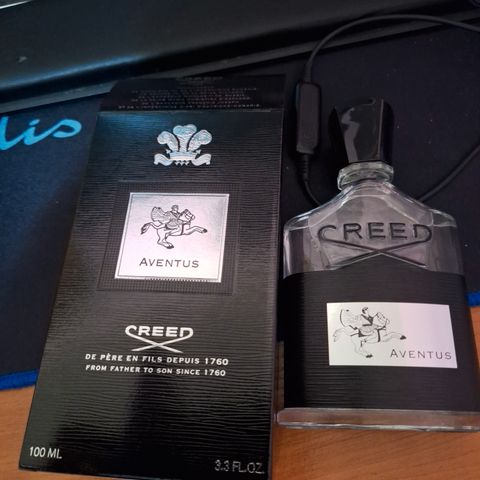 lis
CREED
AVENTUS
CREED
DE PÈRE EN FILS DEPUIS 1760
FROM FATHER TO SON SINCE 1760
100 ML
3.3 FL.OZ.
CREED
AVENTUS